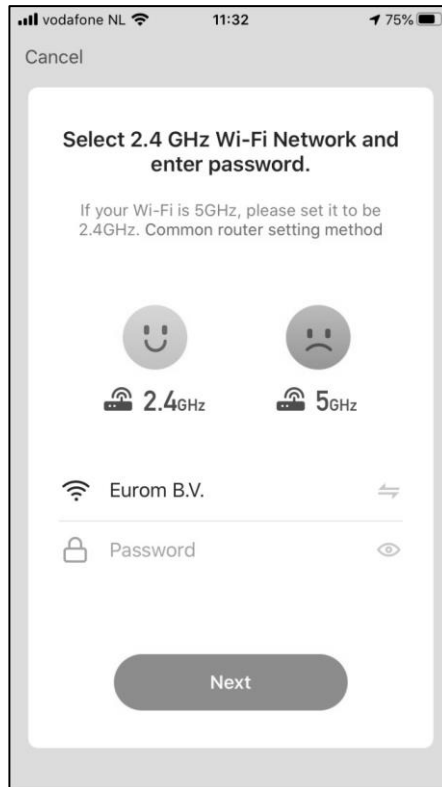 vodafone NL 11:32 75%
Cancel
Select 2.4 GHz Wi-Fi Network and
enter password.
If your Wi-Fi is 5GHz, please set it to be
2.4GHz. Common router setting method
2.4GHz 5GHz
Eurom B.V.
Password
Next